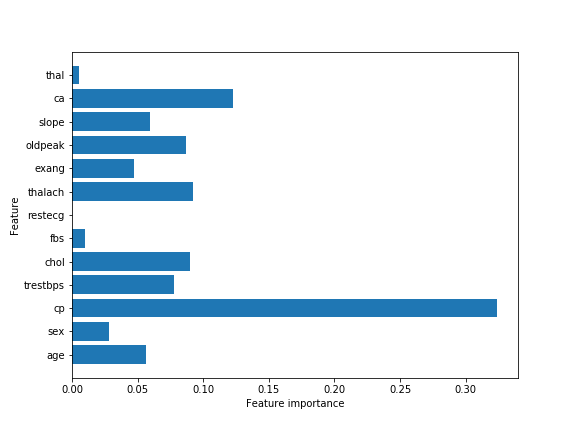 thal
ca
slope
oldpeak
exang
thalach
restecg
fbs
chol
trestbps
cp
sex
age
Feature
0.00 0.05 0.10 0.15 0.20 0.25 0.30
Feature importance